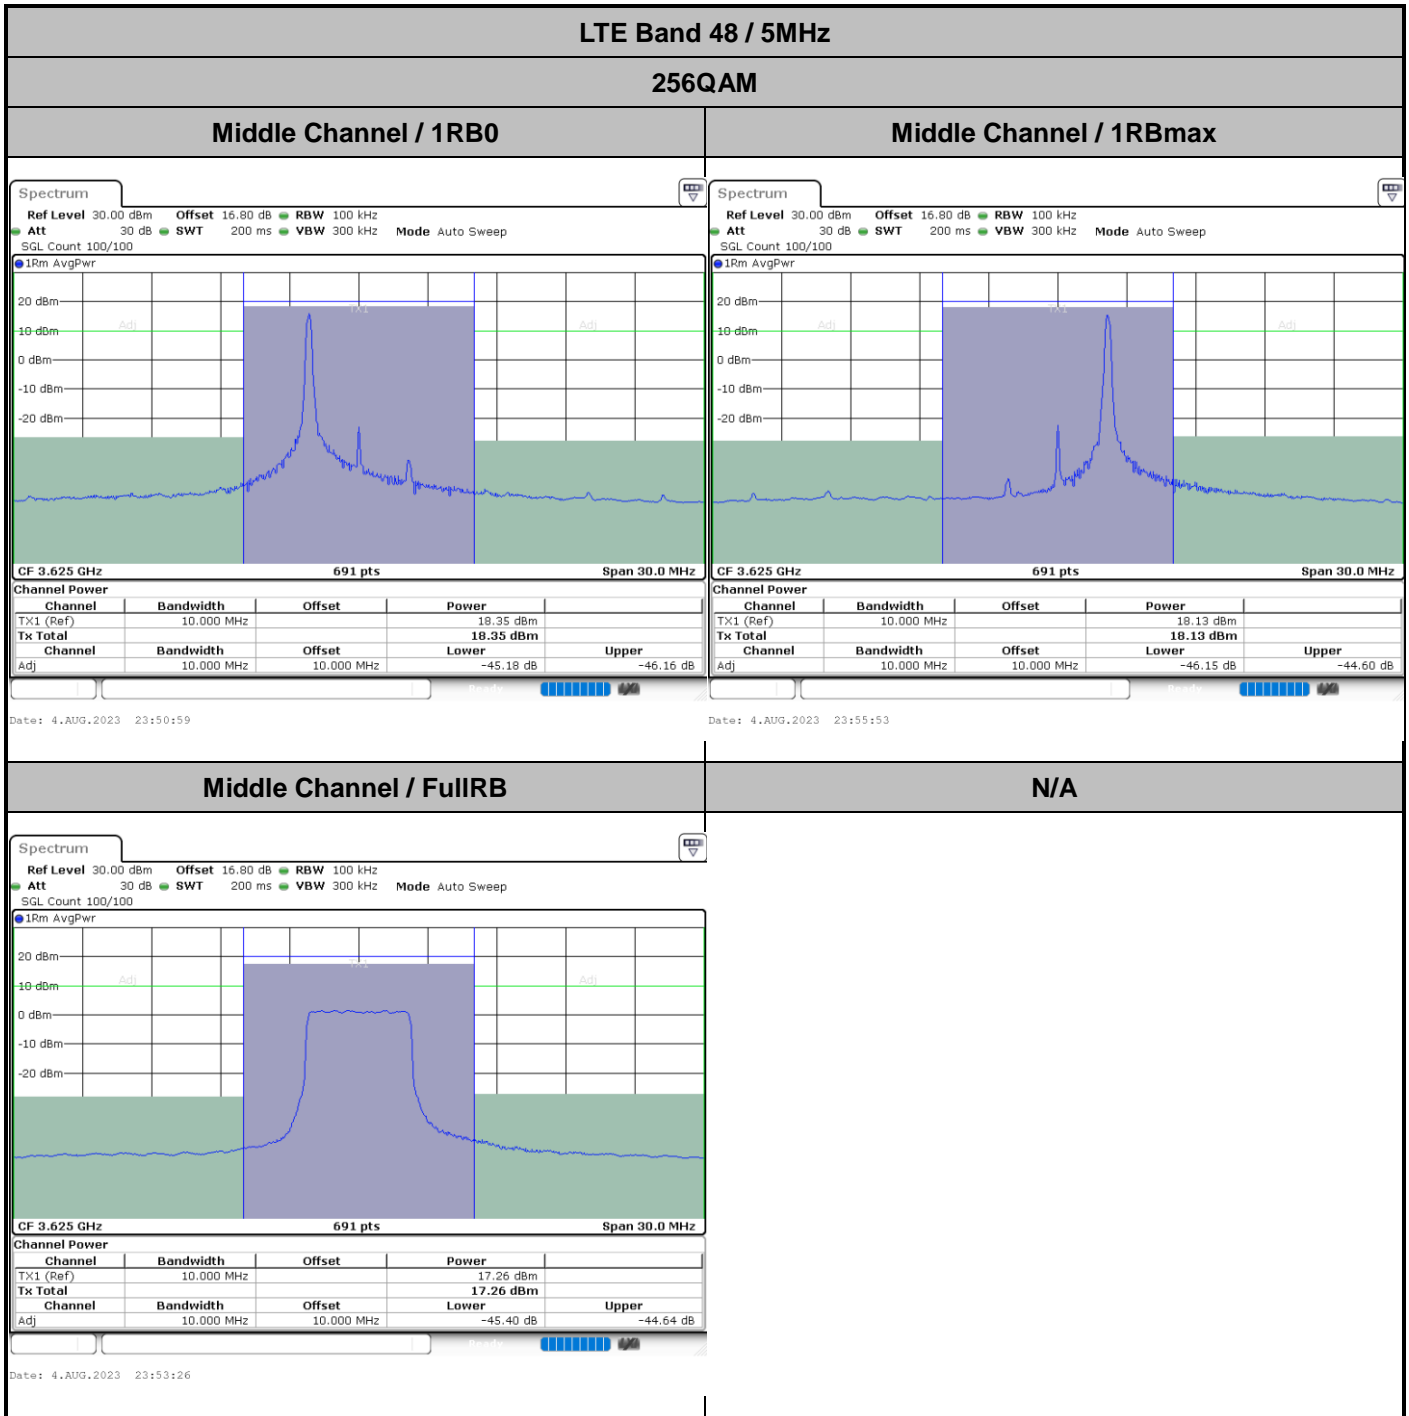 LTE Band 48 / 5MHz
256QAM
Middle Channel / 1RB0
Middle Channel / 1RBmax
Spectrum
Ref Level 30.00 dBm Offset 16.80 dB RBW 100 kHz
Att 30 dB SWT 200 ms VBW 300 kHz Mode Auto Sweep
SGL Count 100/100
1Rm AvgPwr
TX1
20 dBm
Adj
Adj
10 dBm
0 dBm
-10 dBm
-20 dBm
CF 3.625 GHz 691 pts Span 30.0 MHz
Channel Power
Channel Bandwidth Offset Power
TX1 (Ref) 10.000 MHz 18.35 dBm
Tx Total 18.35 dBm
Channel Bandwidth Offset Lower Upper
Adj 10.000 MHz 10.000 MHz -45.18 dB -46.16 dB
Ready
Date: 4.AUG.2023 23:50:59
Spectrum
Ref Level 30.00 dBm Offset 16.80 dB RBW 100 kHz
Att 30 dB SWT 200 ms VBW 300 kHz Mode Auto Sweep
SGL Count 100/100
1Rm AvgPwr
TX1
20 dBm
Adj
Adj
10 dBm
0 dBm
-10 dBm
-20 dBm
CF 3.625 GHz 691 pts Span 30.0 MHz
Channel Power
Channel Bandwidth Offset Power
TX1 (Ref) 10.000 MHz 18.13 dBm
Tx Total 18.13 dBm
Channel Bandwidth Offset Lower Upper
Adj 10.000 MHz 10.000 MHz -46.15 dB -44.60 dB
Ready
Date: 4.AUG.2023 23:55:53
Middle Channel / FullRB
N/A
Spectrum
Ref Level 30.00 dBm Offset 16.80 dB RBW 100 kHz
Att 30 dB SWT 200 ms VBW 300 kHz Mode Auto Sweep
SGL Count 100/100
1Rm AvgPwr
TX1
20 dBm
Adj
Adj
10 dBm
0 dBm
-10 dBm
-20 dBm
CF 3.625 GHz 691 pts Span 30.0 MHz
Channel Power
Channel Bandwidth Offset Power
TX1 (Ref) 10.000 MHz 17.26 dBm
Tx Total 17.26 dBm
Channel Bandwidth Offset Lower Upper
Adj 10.000 MHz 10.000 MHz -45.40 dB -44.64 dB
Ready
Date: 4.AUG.2023 23:53:26